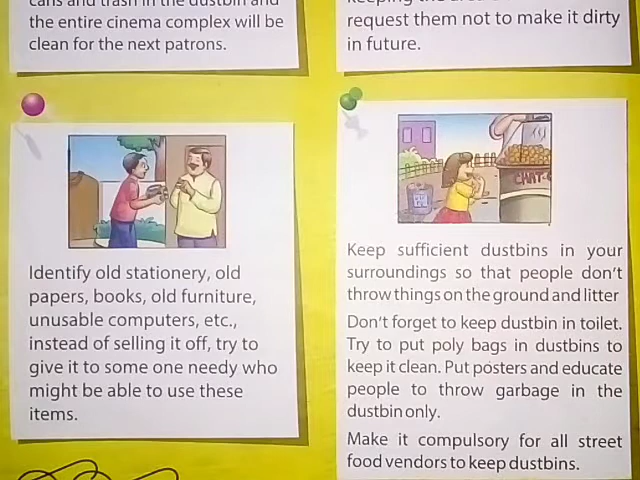 cans and trash in the dustbin and
the entire cinema complex will be
clean for the next patrons.
request them not to make it dirty
in future.
Identify old stationery, old
papers, books, old furniture,
unusable computers, etc.,
instead of selling it off, try to
give it to some one needy who
might be able to use these
items.
CHAT-
Keep sufficient dustbins in your
surroundings so that people don't
throw things on the ground and litter
Don't forget to keep dustbin in toilet.
Try to put poly bags in dustbins to
keep it clean. Put posters and educate
people to throw garbage in the
dustbin only.
Make it compulsory for all street
food vendors to keep dustbins.